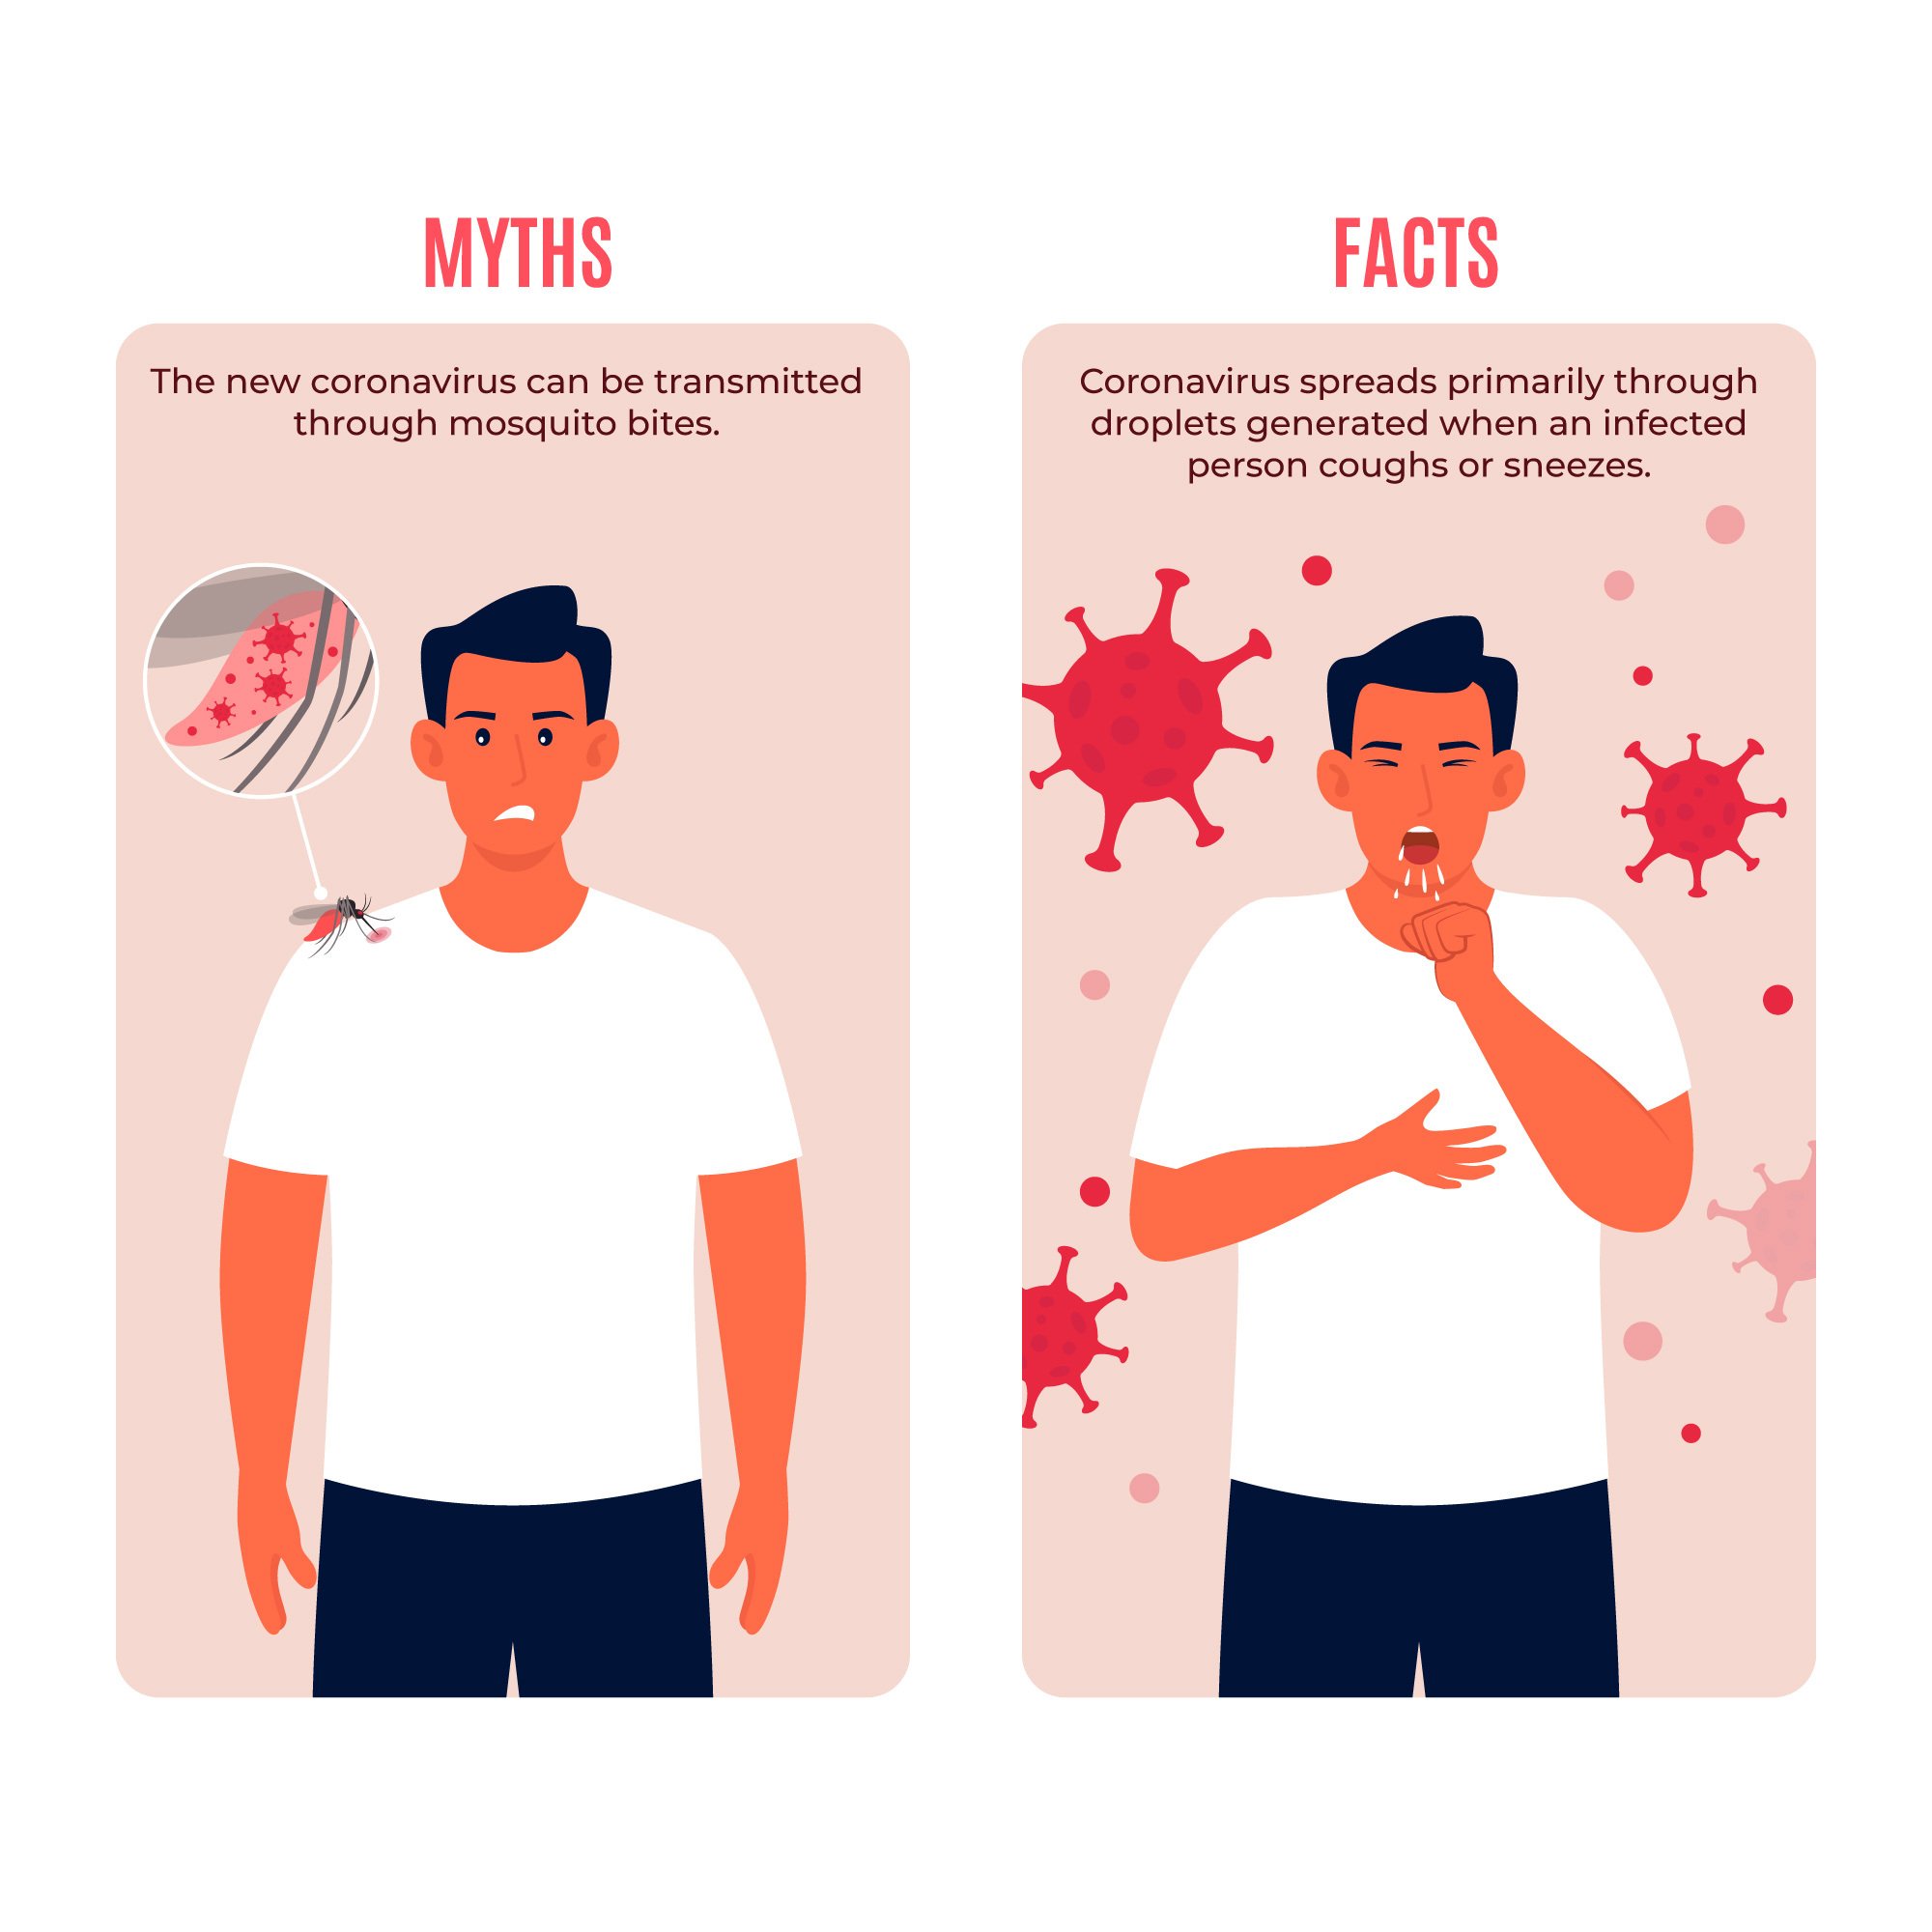 MYTHS
The new coronavirus can be transmitted
through mosquito bites.
FACTS
Coronavirus spreads primarily through
droplets generated when an infected
person coughs or sneezes.